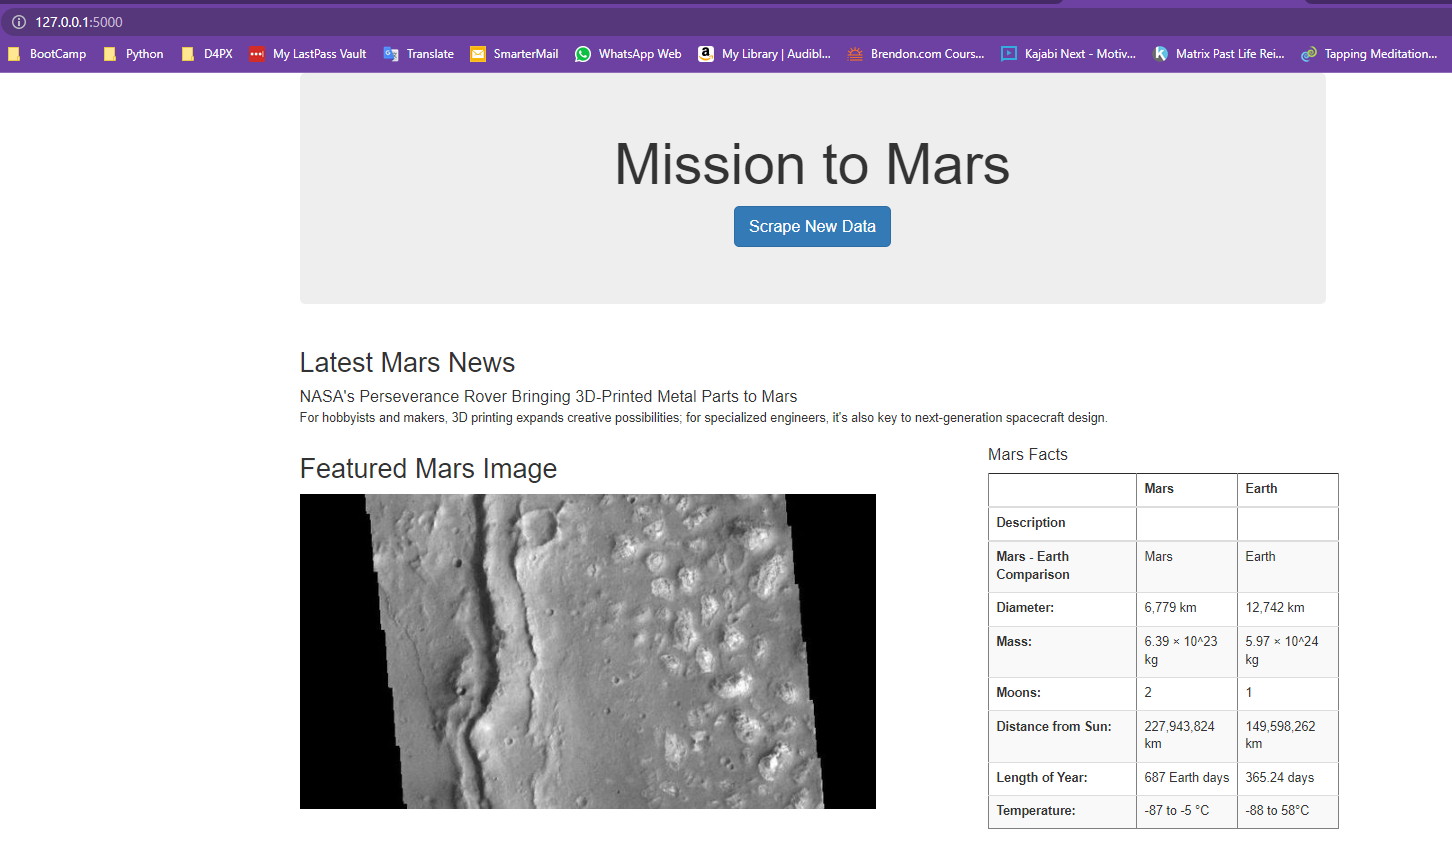 127.0.0.1:5000
BootCamp Python D4PX My LastPass Vault Translate SmarterMail WhatsApp Web My Library | Audibl... Brendon.com Cours... Kajabi Next - Motiv... Matrix Past Life Rei... Tapping Meditation...
Mission to Mars
Scrape New Data
Latest Mars News
NASA's Perseverance Rover Bringing 3D-Printed Metal Parts to Mars
For hobbyists and makers, 3D printing expands creative possibilities; for specialized engineers, it's also key to next-generation spacecraft design.
Featured Mars Image
Mars Facts
Mars Earth
Description
Mars - Earth Mars Earth
Comparison
Diameter: 6,779 km 12,742 km
Mass: 6.39 × 10^23 5.97 × 10^24
kg kg
Moons: 2 1
Distance from Sun: 227,943,824 149,598,262
km km
Length of Year: 687 Earth days 365.24 days
Temperature: -87 to -5 °C -88 to 58°C